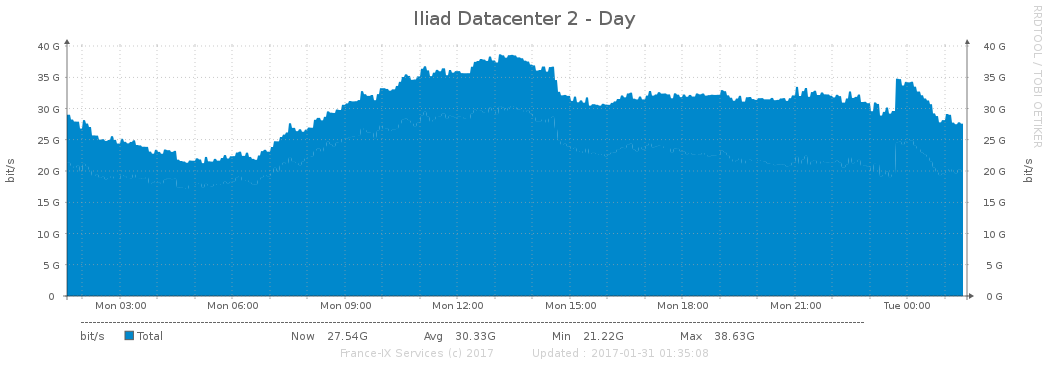 Iliad Datacenter 2 - Day
RRDTOOL / TOBI OETIKER
bit/s
40 G 40 G
35 G 35 G
30 G 30 G
25 G 25 G
20 G 20 G
15 G 15 G
10 G 10 G
5 G 5 G
0 0 G
bit/s
Mon 03:00 Mon 06:00 Mon 09:00 Mon 12:00 Mon 15:00 Mon 18:00 Mon 21:00 Tue 00:00
bit/s Total Now 27.54G Avg 30.33G Min 21.22G Max 38.63G
France-IX Services (c) 2017 Updated : 2017-01-31 01:35:08